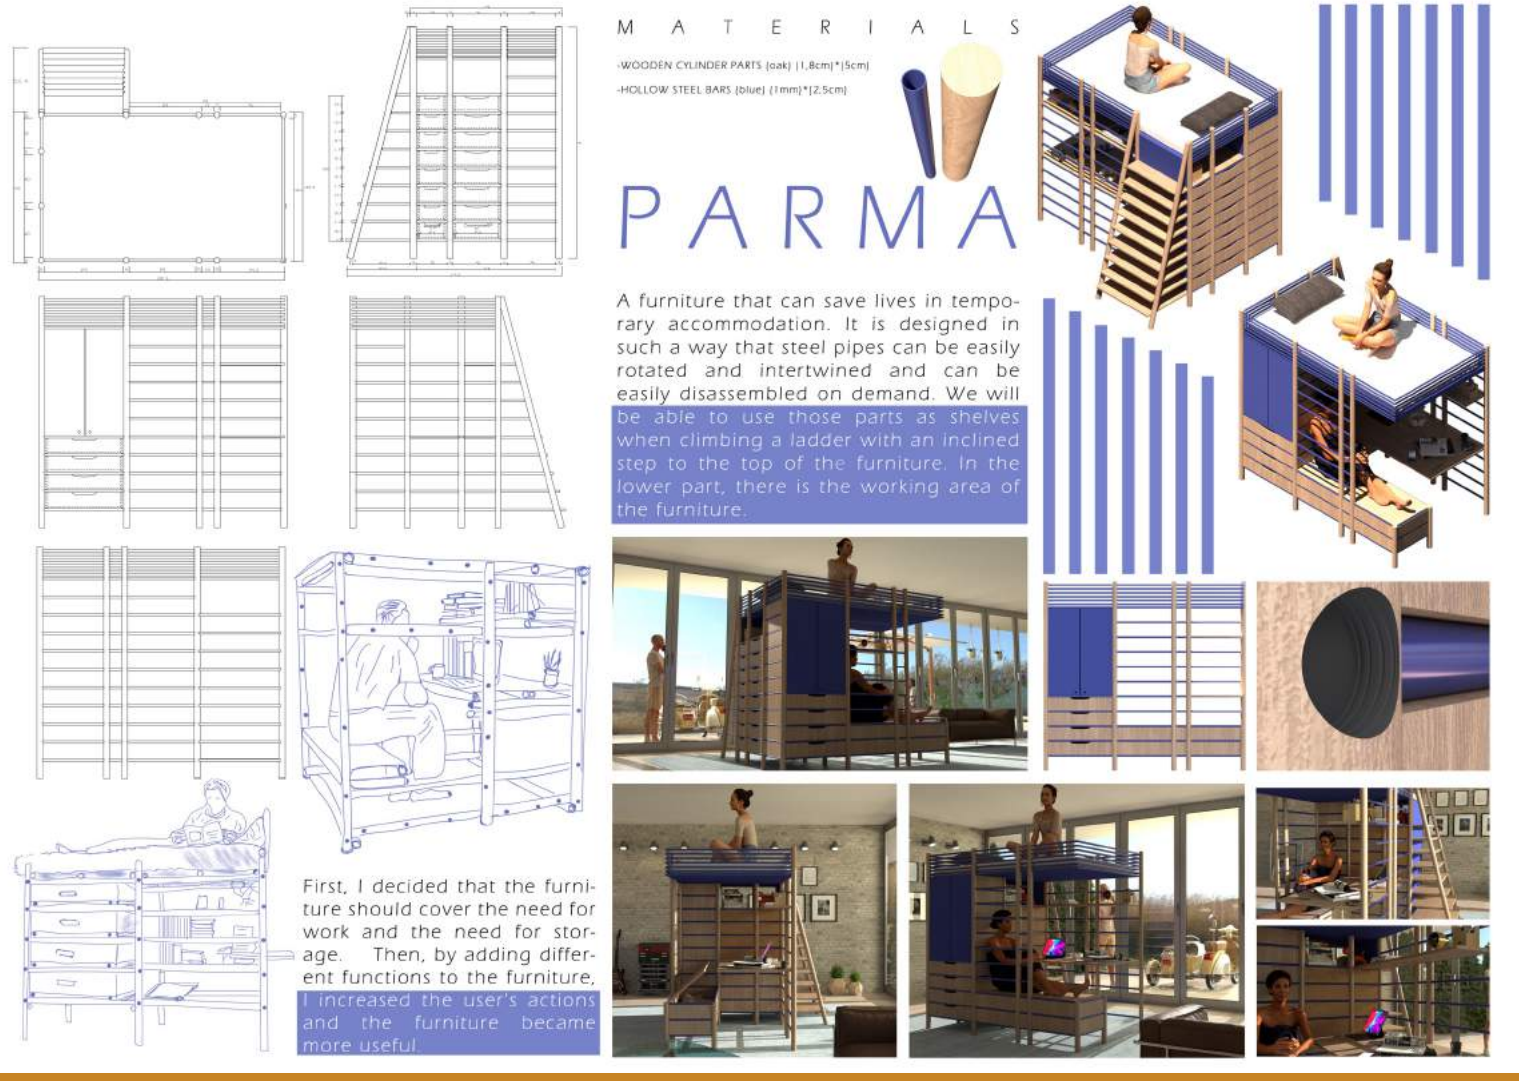 MATERIALS
-WOODEN CYLINDER PARTS (oak) (1,8cm)*(5cm)
-HOLLOW STEEL BARS (blue) (1mm)*(2,5cm)
PARMA
A furniture that can save lives in tempo-
rary accommodation. It is designed in
such a way that steel pipes can be easily
rotated and intertwined and can be
easily disassembled on demand. We will
be able to use those parts as shelves
when climbing a ladder with an inclined
step to the top of the furniture. In the
lower part, there is the working area of
the furniture.
First, I decided that the furni-
ture should cover the need for
work and the need for stor-
age. Then, by adding differ-
ent functions to the furniture,
I increased the user's actions
and the furniture became
more useful.